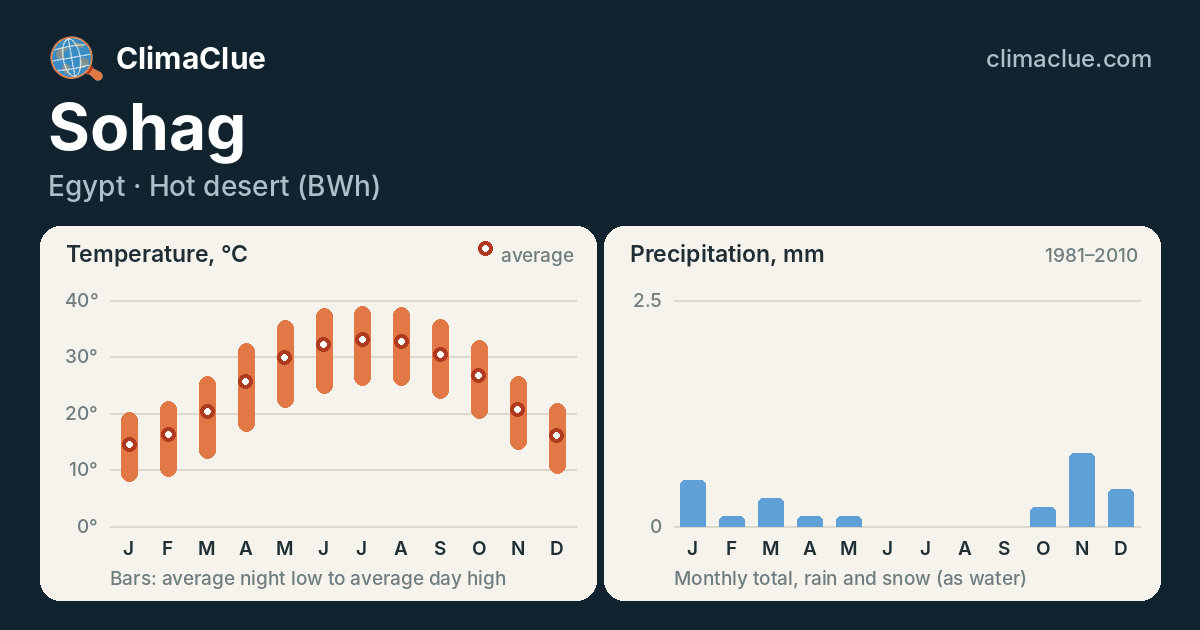 ClimaClue
climaclue.com
Sohag
Egypt · Hot desert (BWh)
Temperature, °C
average
40°
30°
20°
10°
0°
J F M A M J J A S O N D
Bars: average night low to average day high
Precipitation, mm
1981–2010
2.5
0
J F M A M J J A S O N D
Monthly total, rain and snow (as water)